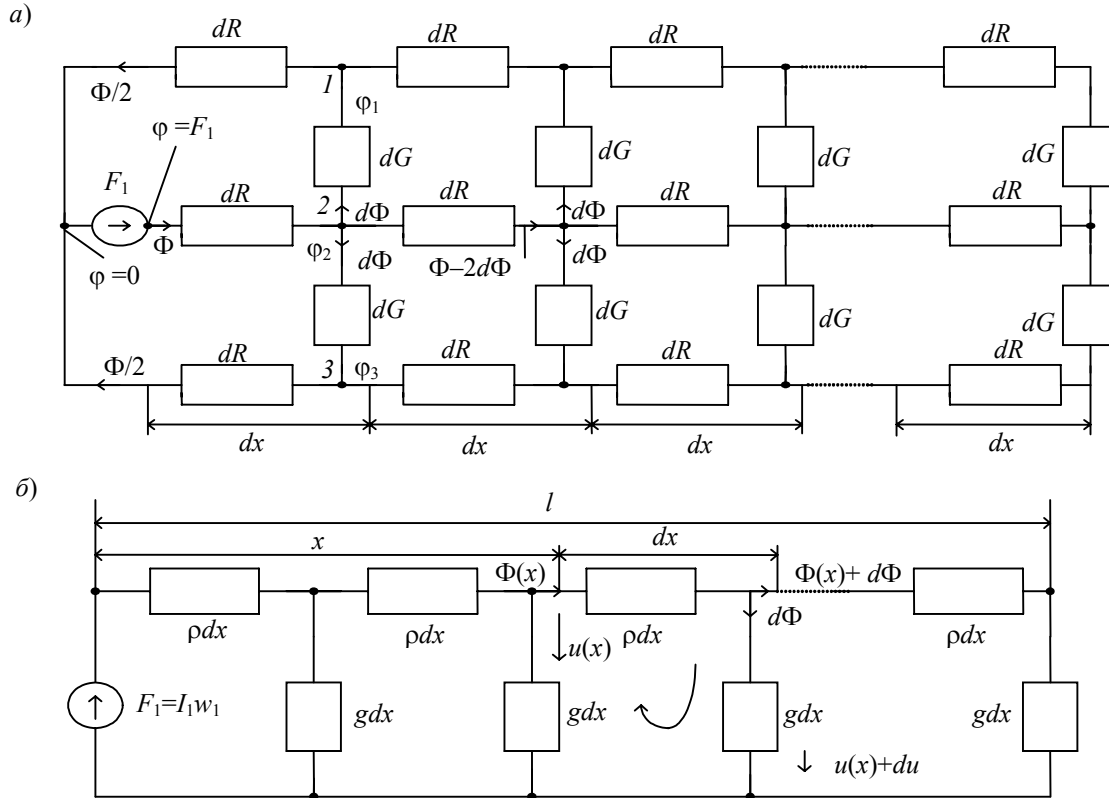 а)
dR dR dR dR
Φ/2 1 φ₁
φ =F₁
dG dG dG dG
F₁ dR 2 dΦ dR dΦ dR dR
Φ φ₂ dΦ Φ–2dΦ dΦ
φ =0
dG dG dG dG
Φ/2 dR 3 φ₃ dR dR dR
dx dx dx dx
б)
l
x dx
Φ(x) Φ(x)+ dΦ
ρdx ρdx u(x) ρdx dΦ ρdx
F₁=I₁w₁ gdx gdx gdx gdx
u(x)+du